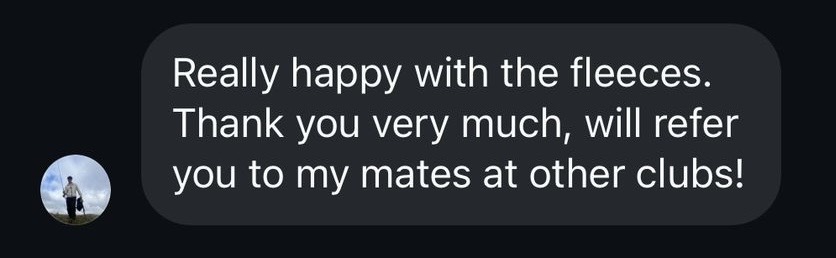 Really happy with the fleeces.
Thank you very much, will refer
you to my mates at other clubs!